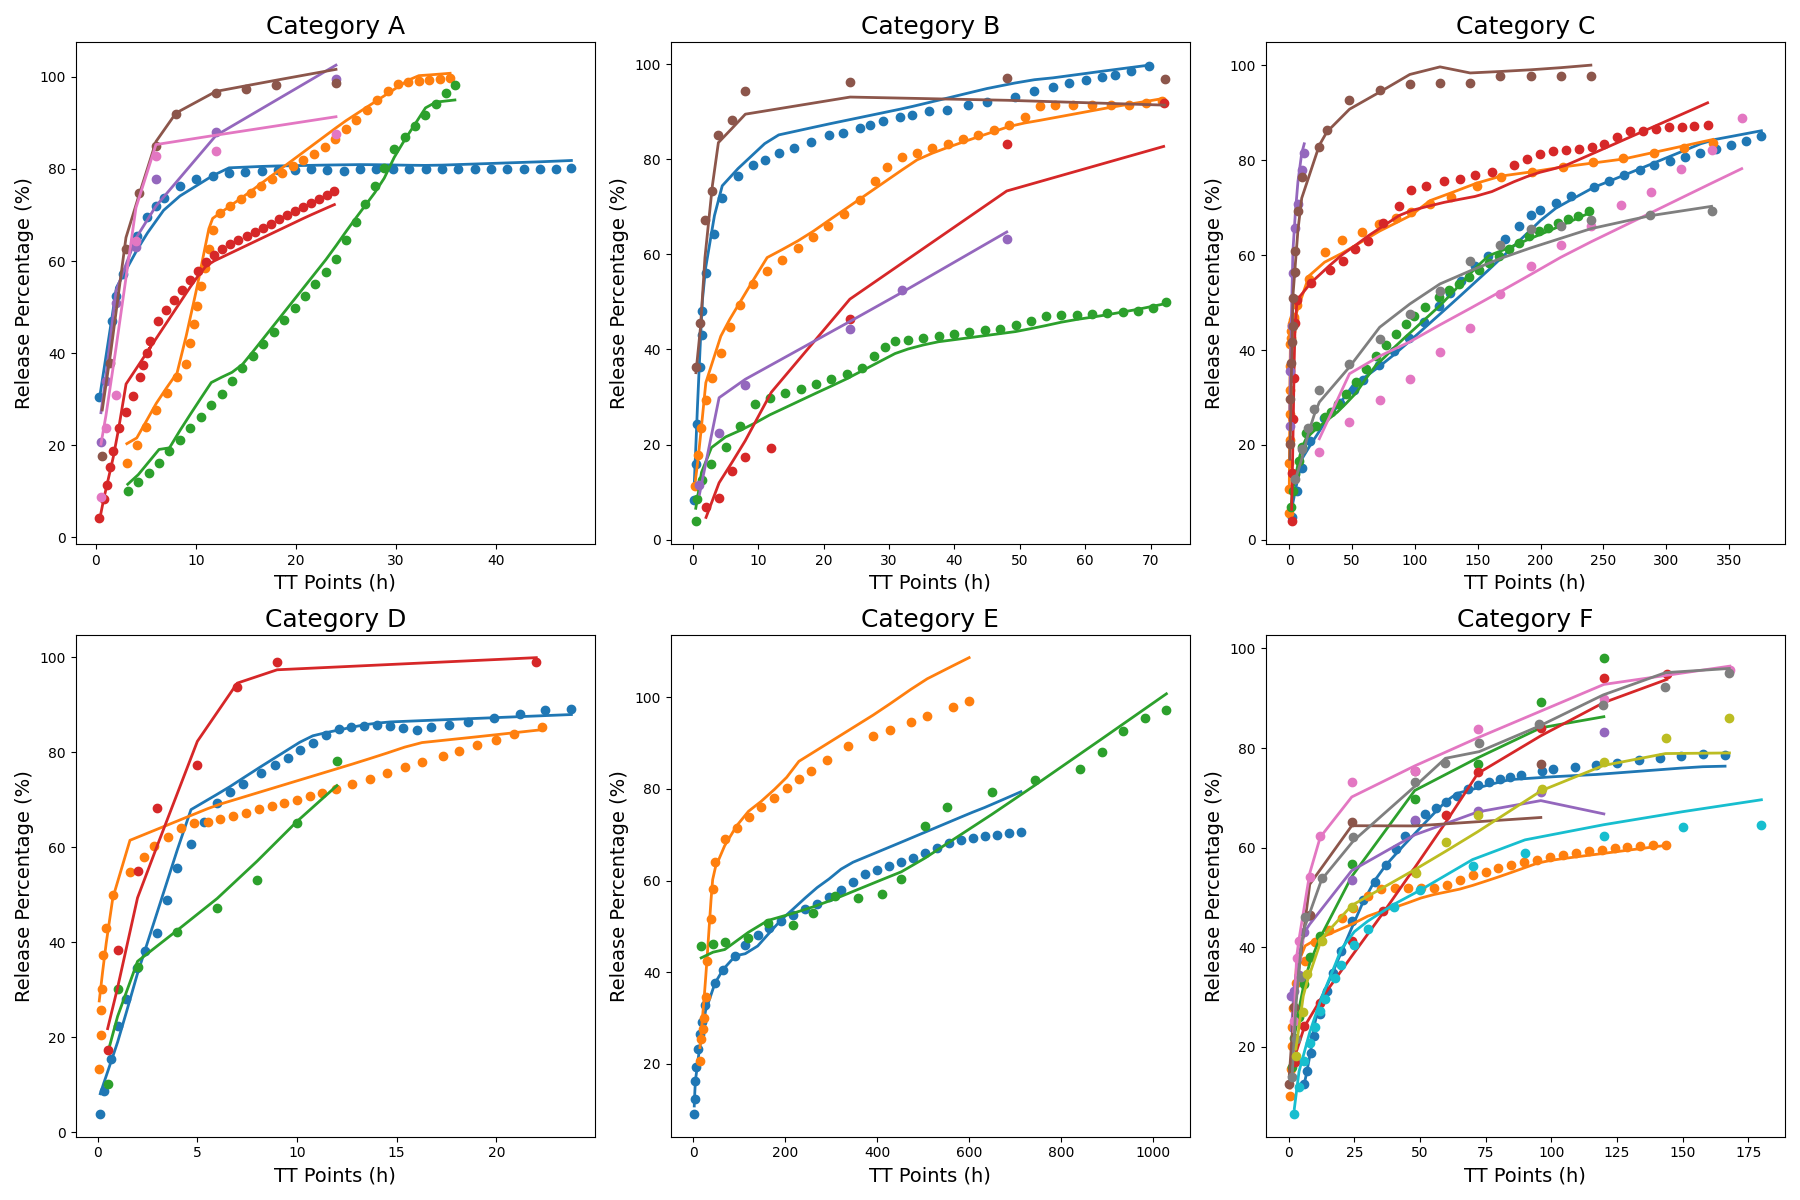 Category A
Release Percentage (%)
100
80
60
40
20
0
0 10 20 30 40
TT Points (h)
Category B
Release Percentage (%)
100
80
60
40
20
0
0 10 20 30 40 50 60 70
TT Points (h)
Category C
Release Percentage (%)
100
80
60
40
20
0
0 50 100 150 200 250 300 350
TT Points (h)
Category D
Release Percentage (%)
100
80
60
40
20
0
0 5 10 15 20
TT Points (h)
Category E
Release Percentage (%)
100
80
60
40
20
0 200 400 600 800 1000
TT Points (h)
Category F
Release Percentage (%)
100
80
60
40
20
0 25 50 75 100 125 150 175
TT Points (h)